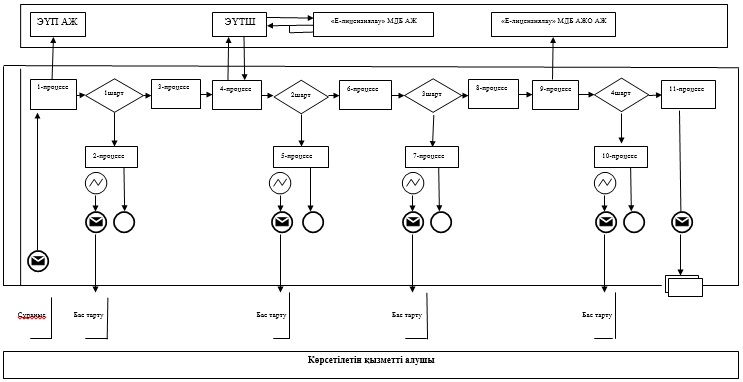 ЭҮП АЖ
ЭҮТШ
«Е-лицензиялау» МДБ АЖ
«Е-лицензиялау» МДБ АЖО АЖ
1-процесс
1шарт
3-процесс
4-процесс
2шарт
6-процесс
3шарт
8-процесс
9-процесс
4шарт
11-процесс
2-процесс
5-процесс
7-процесс
10-процесс
Сұраныс
Бас тарту
Бас тарту
Бас тарту
Бас тарту
Көрсетілетін қызметті алушы